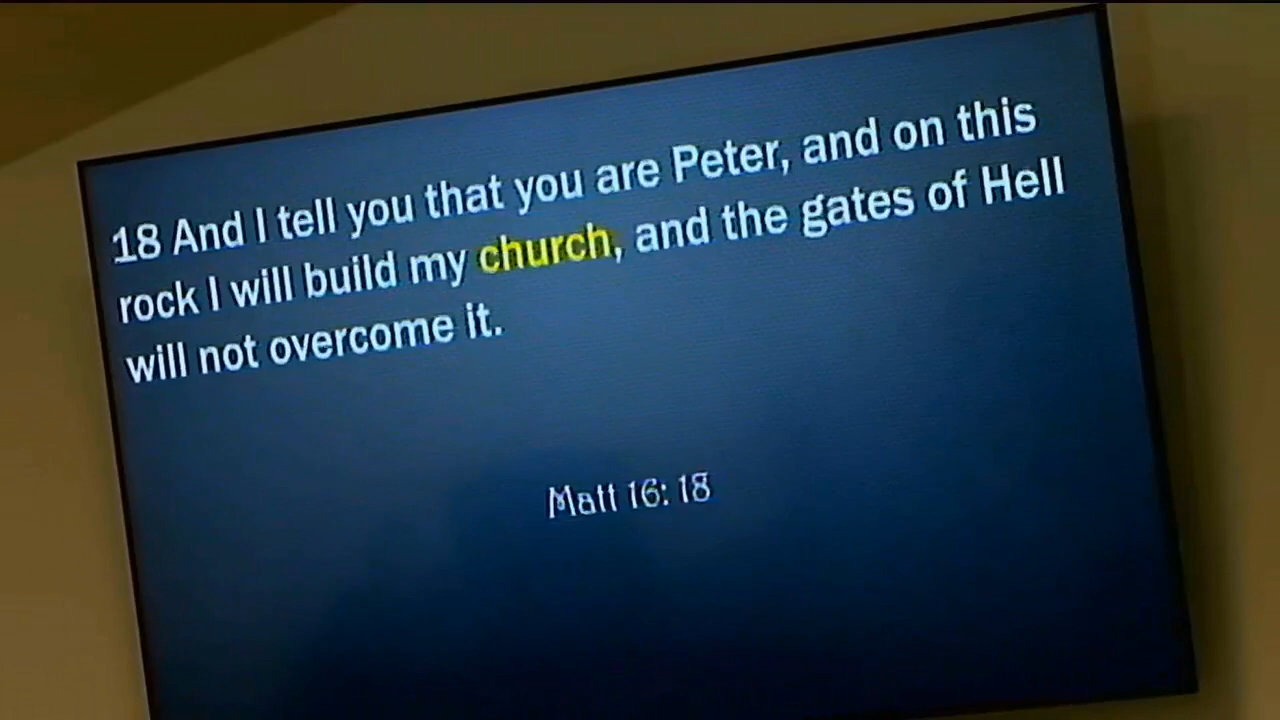 18 And I tell you that you are Peter, and on this
rock I will build my church, and the gates of Hell
will not overcome it.
Matt 16: 18